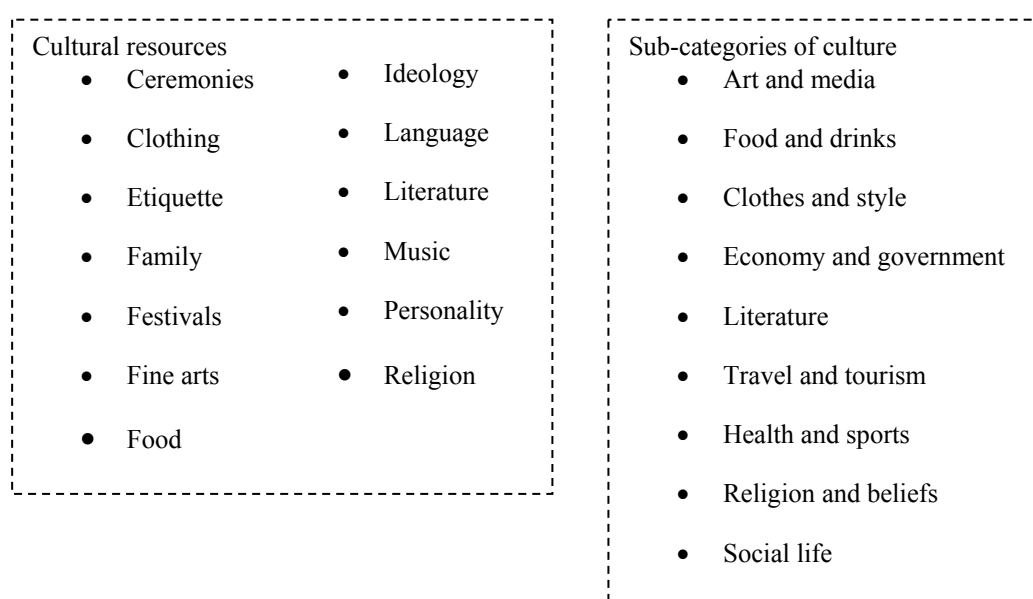 Cultural resources
• Ceremonies
• Clothing
• Etiquette
• Family
• Festivals
• Fine arts
• Food
• Ideology
• Language
• Literature
• Music
• Personality
• Religion
Sub-categories of culture
• Art and media
• Food and drinks
• Clothes and style
• Economy and government
• Literature
• Travel and tourism
• Health and sports
• Religion and beliefs
• Social life